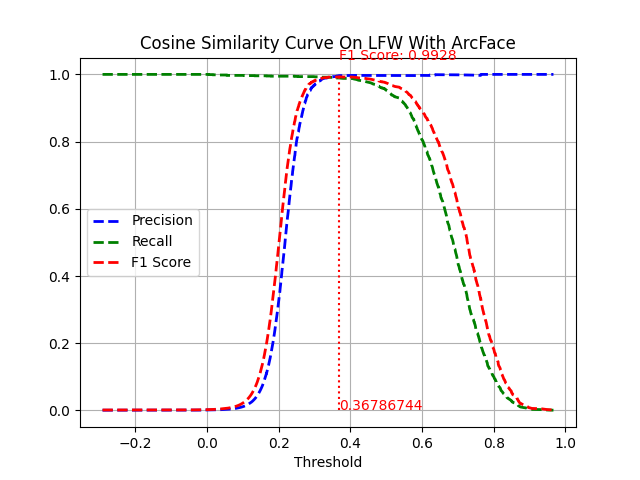 Cosine Similarity Curve On LFW With ArcFace
F1 Score: 0.9928
1.0
0.8
0.6
0.4
0.2
0.0
Precision
Recall
F1 Score
0.36786744
−0.2
0.0
0.2
0.4
0.6
0.8
1.0
Threshold